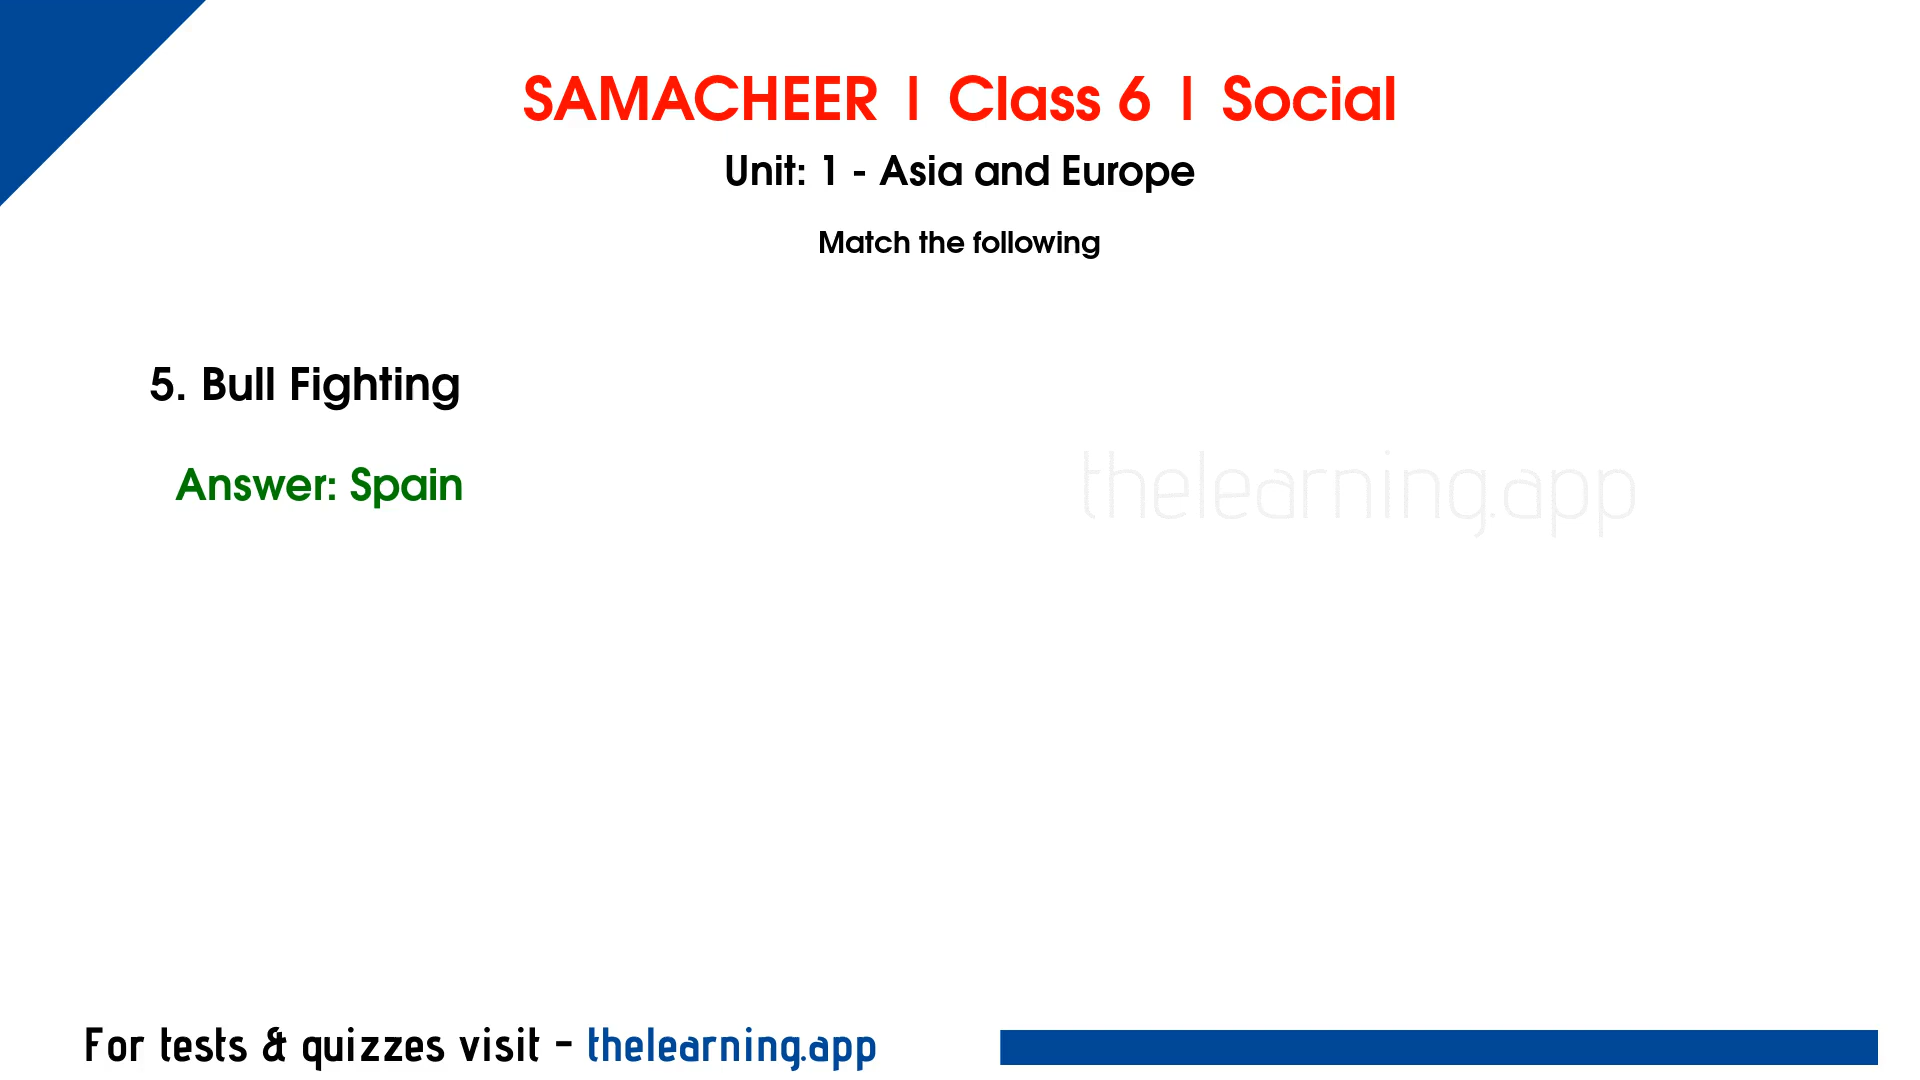 SAMACHEER | Class 6 | Social
Unit: 1 - Asia and Europe
Match the following
5. Bull Fighting
Answer: Spain
thelearning.app
For tests & quizzes visit - thelearning.app